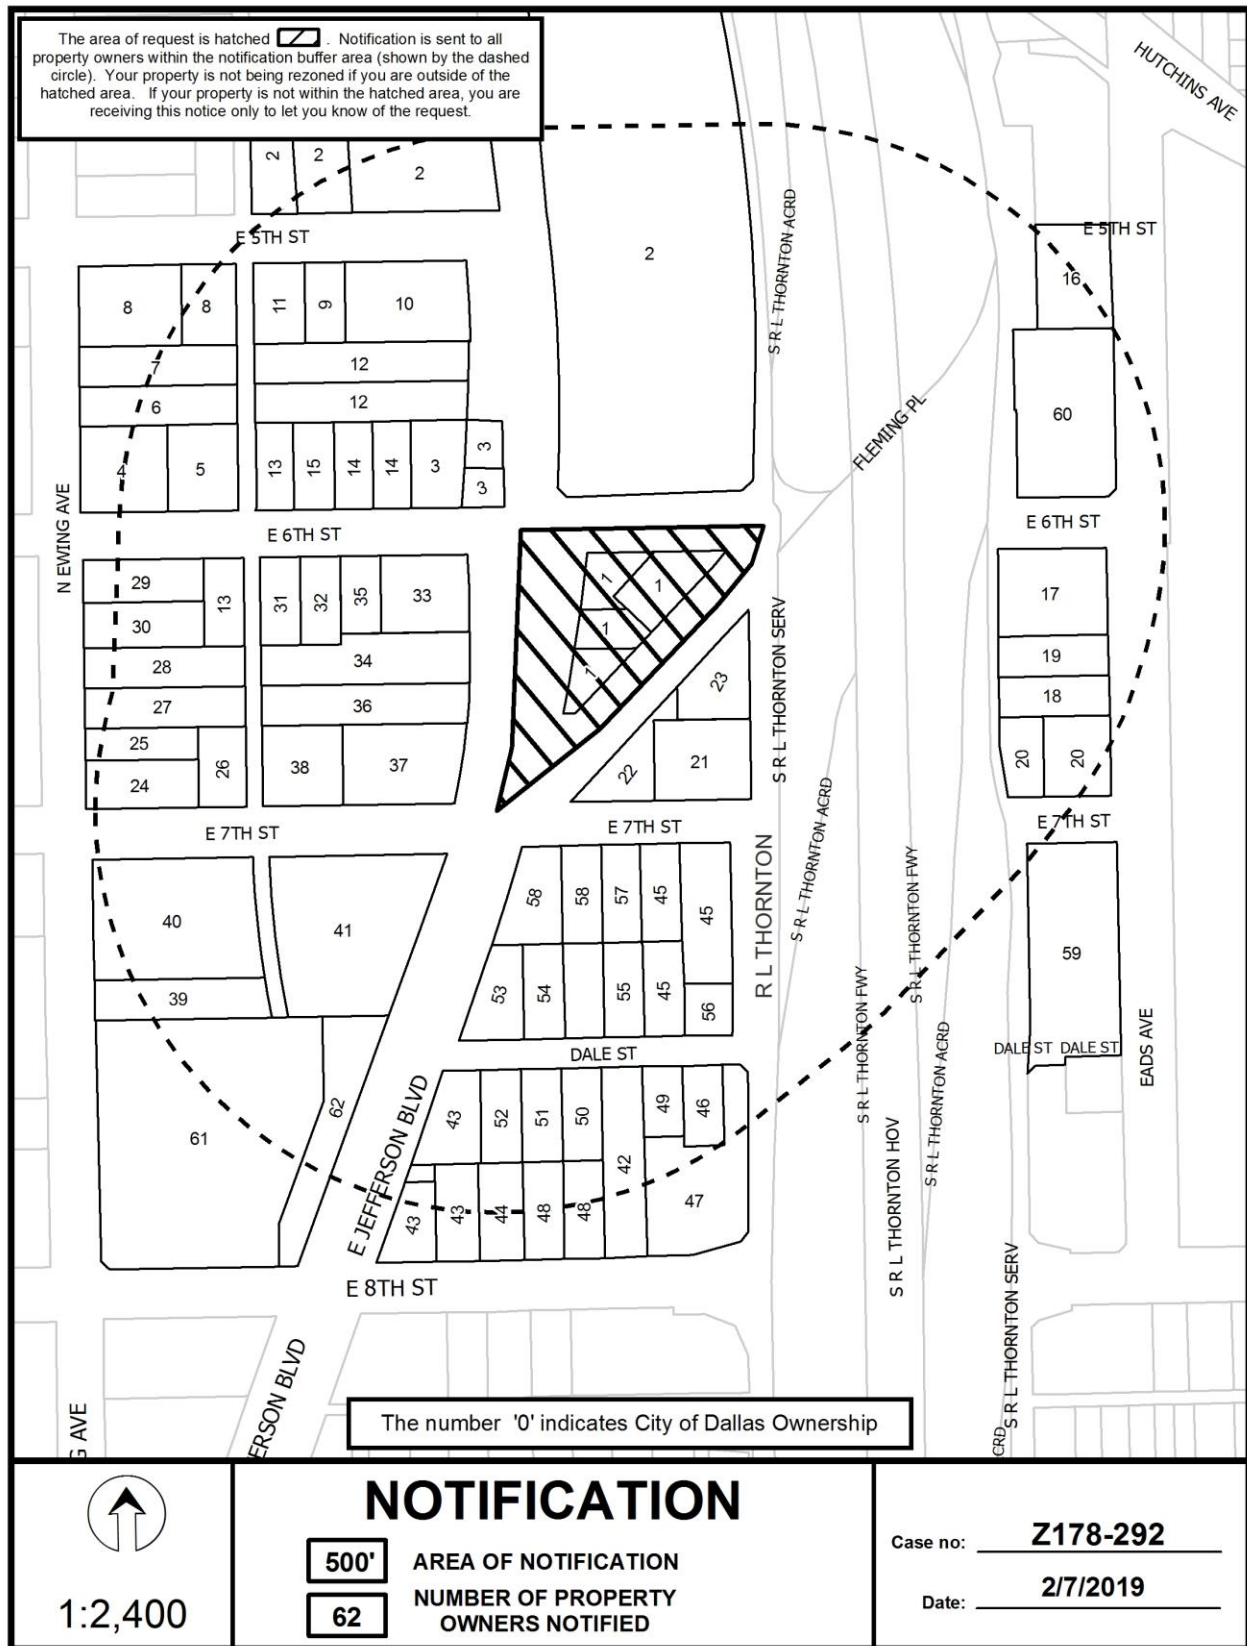 The area of request is hatched . Notification is sent to all
property owners within the notification buffer area (shown by the dashed
circle). Your property is not being rezoned if you are outside of the
hatched area. If your property is not within the hatched area, you are
receiving this notice only to let you know of the request.
HUTCHINS AVE
2 2 2
E 5TH ST
E 5TH ST
2
S R L THORNTON ACRD
16
8 8 11 9 10
7 12
6 12
60
FLEMING PL
4 5 13 15 14 14 3 3
3
N EWING AVE
E 6TH ST
E 6TH ST
29 13 31 32 35 33
1 1
17
30
1
28 34
19
1
23
S R L THORNTON SERV
27 36
18
25
24 26 38 37
22 21
20 20
S R L THORNTON ACRD
E 7TH ST
E 7TH ST
E 7TH ST
R L THORNTON
S R L THORNTON FWY
58 58 57 45 45
40 41
59
39
53 54 55 45 56
S R L THORNTON FWY
S R L THORNTON ACRD
DALE ST
DALE ST DALE ST
EADS AVE
E JEFFERSON BLVD
61 62
43 52 51 50 42 49 46
S R L THORNTON HOV
43 43 44 48 48 47
S R L THORNTON SERV
E 8TH ST
ERSON BLVD
G AVE
CRD
The number '0' indicates City of Dallas Ownership
1:2,400
NOTIFICATION
500' AREA OF NOTIFICATION
62 NUMBER OF PROPERTY
OWNERS NOTIFIED
Case no: Z178-292
Date: 2/7/2019